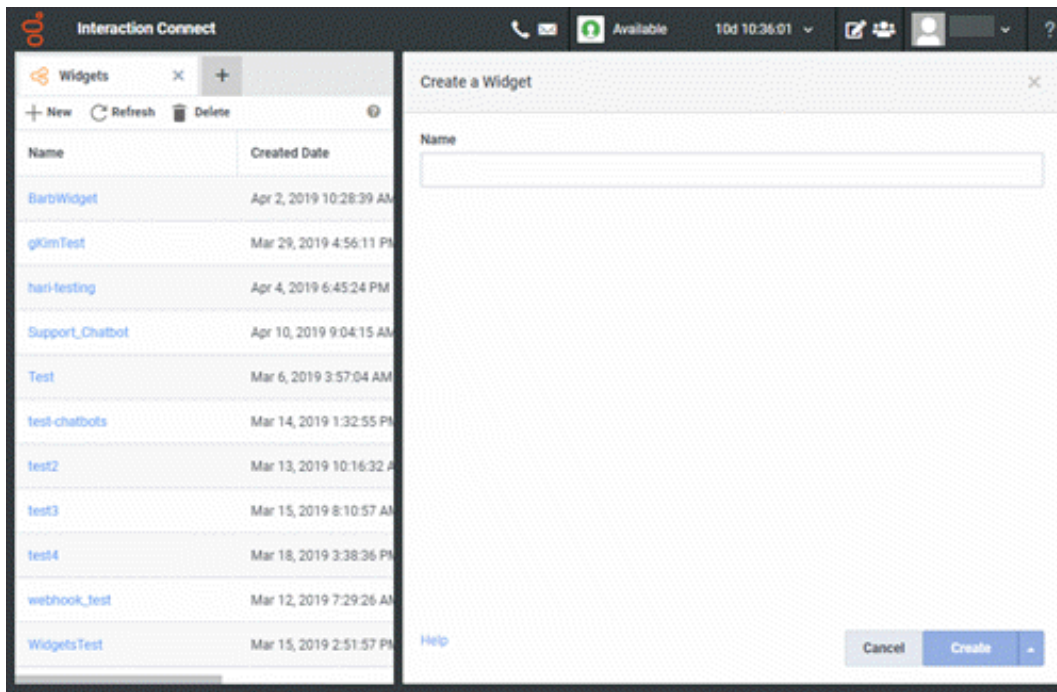 Interaction Connect
Available 10d 10:36:01
Widgets
New Refresh Delete
Name Created Date
BarbWidget Apr 2, 2019 10:28:39 AM
gKimTest Mar 29, 2019 4:56:11 PM
hari-testing Apr 4, 2019 6:45:24 PM
Support_Chatbot Apr 10, 2019 9:04:15 AM
Test Mar 6, 2019 3:57:04 AM
test-chatbots Mar 14, 2019 1:32:55 PM
test2 Mar 13, 2019 10:16:32 A
test3 Mar 15, 2019 8:10:57 AM
test4 Mar 18, 2019 3:38:36 PM
webhook_test Mar 12, 2019 7:29:26 AM
WidgetsTest Mar 15, 2019 2:51:57 PM
Create a Widget
Name
Help
Cancel Create